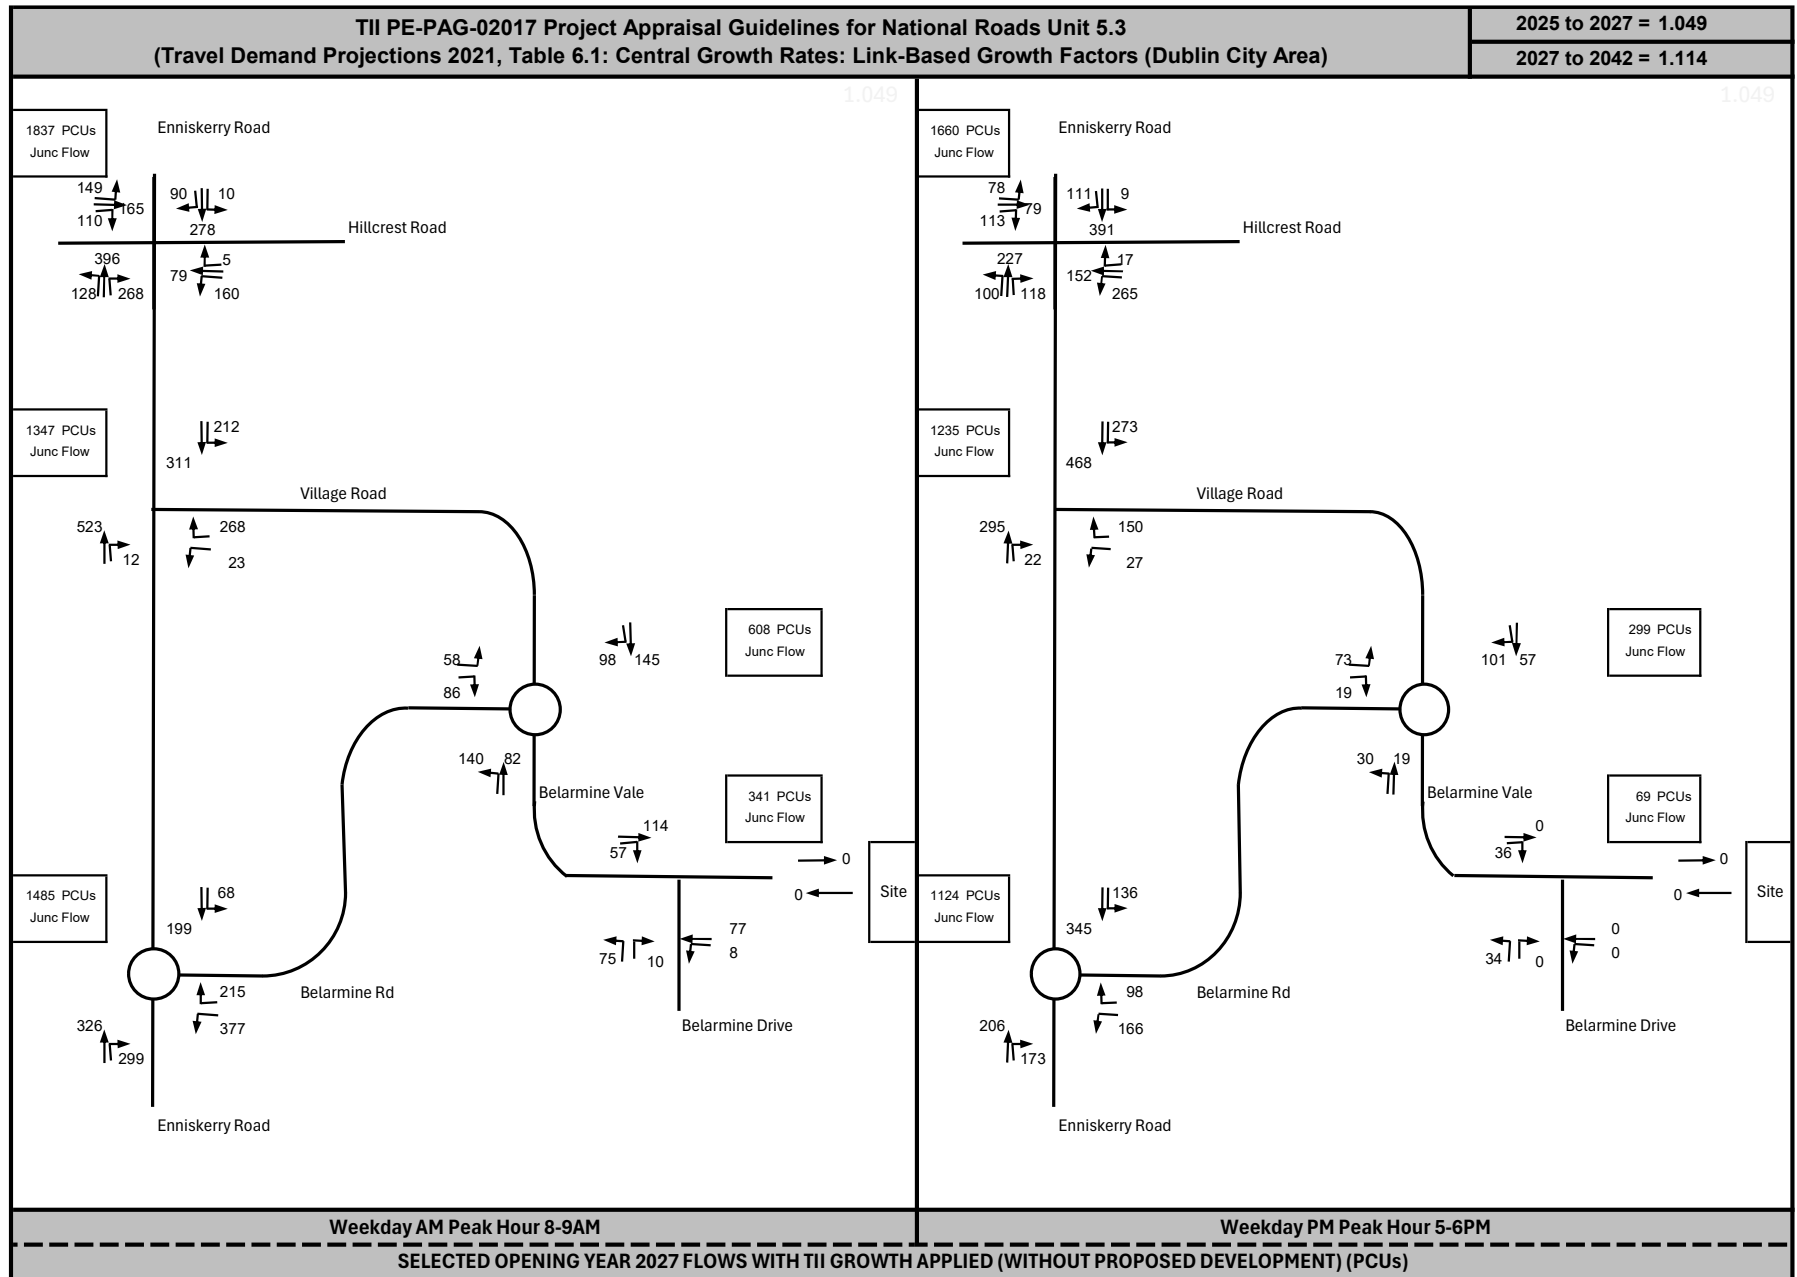 TII PE-PAG-02017 Project Appraisal Guidelines for National Roads Unit 5.3
(Travel Demand Projections 2021, Table 6.1: Central Growth Rates: Link-Based Growth Factors (Dublin City Area)
2025 to 2027 = 1.049
2027 to 2042 = 1.114
1.049
1837 PCUs
Junc Flow
Enniskerry Road
149
165
110
90
10
278
Hillcrest Road
396
128
268
5
79
160
1347 PCUs
Junc Flow
212
311
Village Road
523
12
268
23
98
145
608 PCUs
Junc Flow
58
86
140
82
Belarmine Vale
341 PCUs
Junc Flow
114
57
0
0
Site
1485 PCUs
Junc Flow
68
199
77
8
75
10
215
377
Belarmine Rd
326
299
Belarmine Drive
Enniskerry Road
1.049
1660 PCUs
Junc Flow
Enniskerry Road
78
79
113
111
9
391
Hillcrest Road
227
100
118
17
152
265
1235 PCUs
Junc Flow
273
468
Village Road
295
22
150
27
101
57
299 PCUs
Junc Flow
73
19
30
19
Belarmine Vale
69 PCUs
Junc Flow
0
36
0
0
Site
1124 PCUs
Junc Flow
136
345
0
0
34
0
98
166
Belarmine Rd
206
173
Belarmine Drive
Enniskerry Road
Weekday AM Peak Hour 8-9AM
Weekday PM Peak Hour 5-6PM
SELECTED OPENING YEAR 2027 FLOWS WITH TII GROWTH APPLIED (WITHOUT PROPOSED DEVELOPMENT) (PCUs)